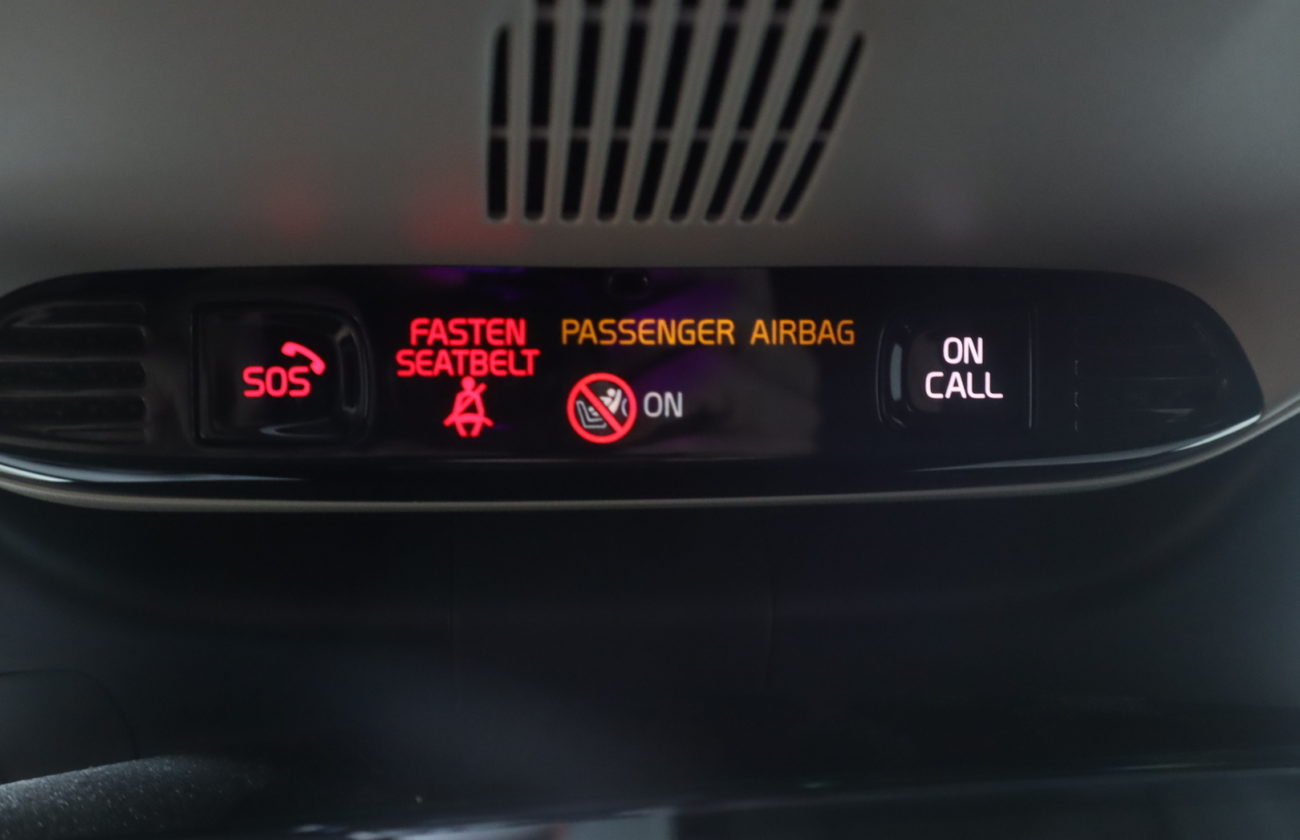 SOS
FASTEN
SEATBELT
PASSENGER AIRBAG
ON
ON
CALL